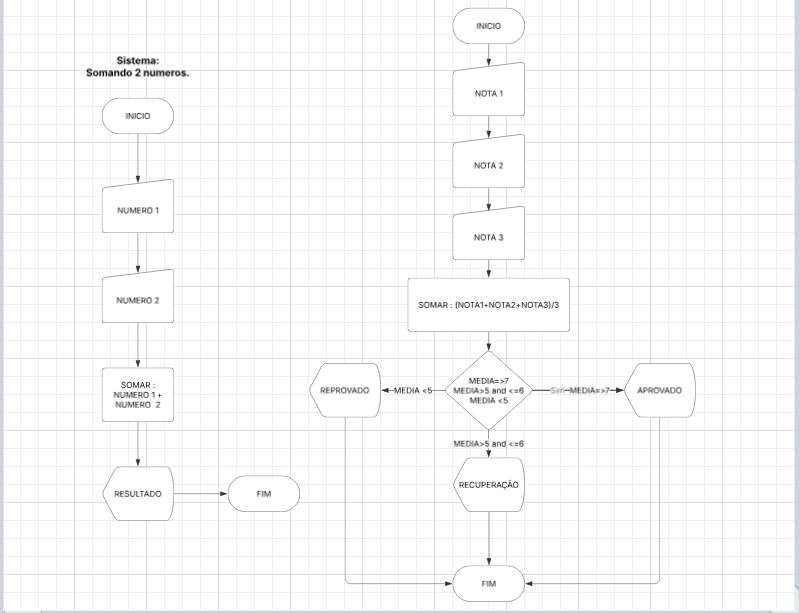 Sistema:
Somando 2 numeros.
INICIO
NUMERO 1
NUMERO 2
SOMAR :
NUMERO 1 +
NUMERO 2
RESULTADO
FIM
INICIO
NOTA 1
NOTA 2
NOTA 3
SOMAR : (NOTA1+NOTA2+NOTA3)/3
MEDIA=>7
MEDIA>5 and <=6
MEDIA <5
MEDIA <5
REPROVADO
Sim
MEDIA=>7
APROVADO
MEDIA>5 and <=6
RECUPERAÇÃO
FIM